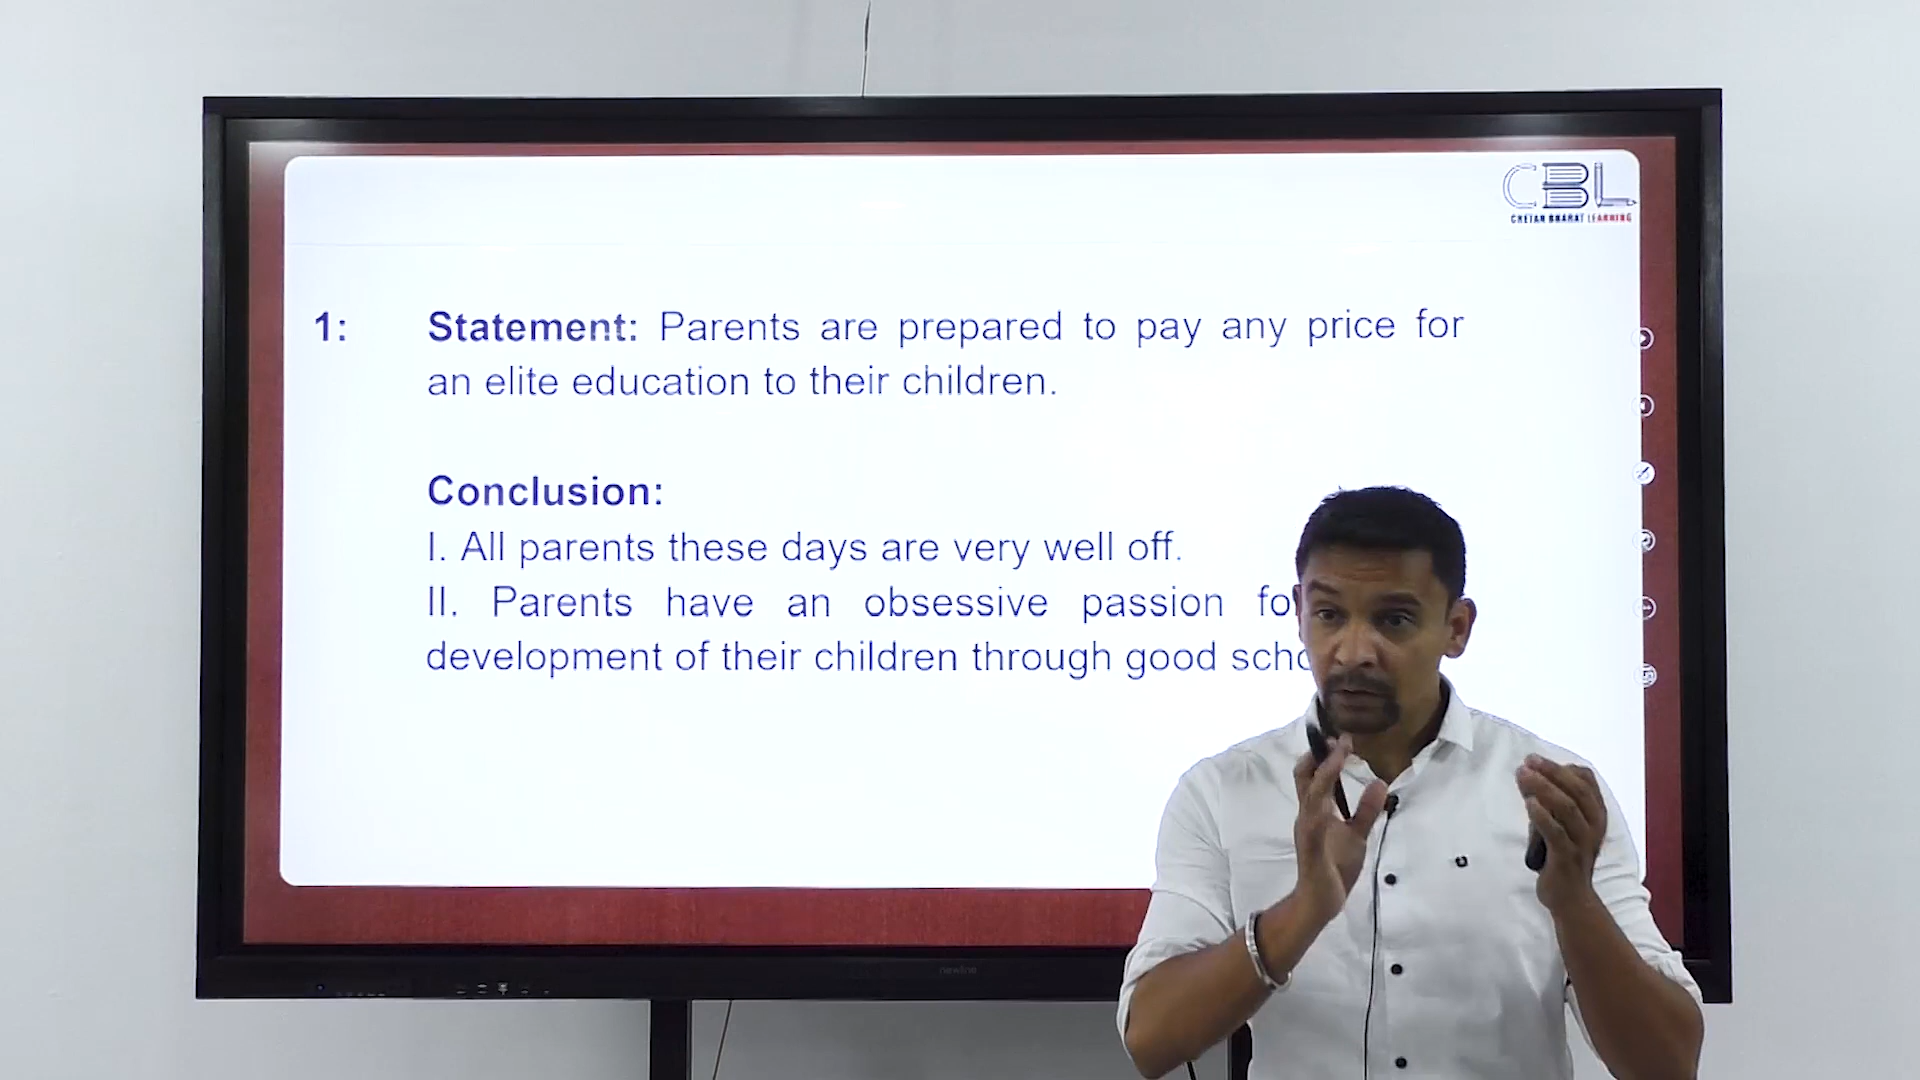 CBL
CHETAN BHARAT LEARNING
1: Statement: Parents are prepared to pay any price for
an elite education to their children.
Conclusion:
I. All parents these days are very well off.
II. Parents have an obsessive passion
development of their children through good
newline